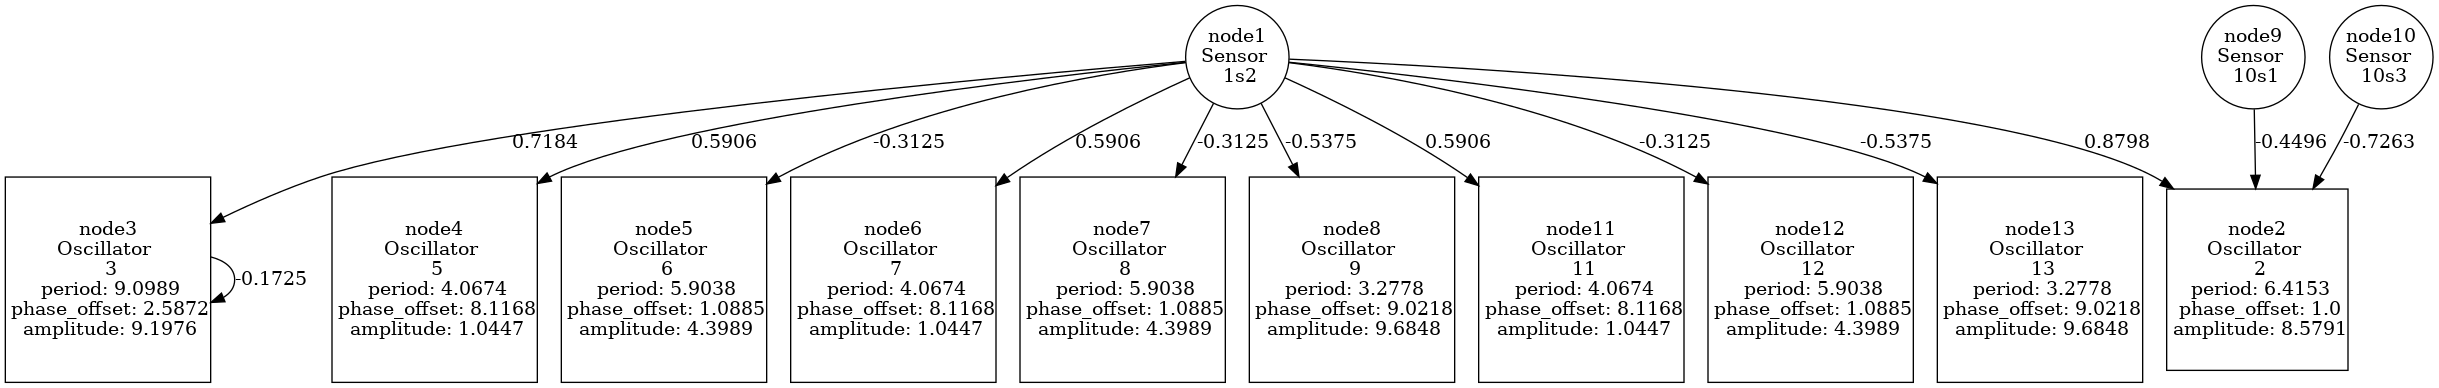 node1
Sensor
1s2
node9
Sensor
10s1
node10
Sensor
10s3
0.7184
0.5906
-0.3125
0.5906
-0.3125
-0.5375
0.5906
-0.3125
-0.5375
0.8798
-0.4496
-0.7263
node3
Oscillator
3
period: 9.0989
phase_offset: 2.5872
amplitude: 9.1976
-0.1725
node4
Oscillator
5
period: 4.0674
phase_offset: 8.1168
amplitude: 1.0447
node5
Oscillator
6
period: 5.9038
phase_offset: 1.0885
amplitude: 4.3989
node6
Oscillator
7
period: 4.0674
phase_offset: 8.1168
amplitude: 1.0447
node7
Oscillator
8
period: 5.9038
phase_offset: 1.0885
amplitude: 4.3989
node8
Oscillator
9
period: 3.2778
phase_offset: 9.0218
amplitude: 9.6848
node11
Oscillator
11
period: 4.0674
phase_offset: 8.1168
amplitude: 1.0447
node12
Oscillator
12
period: 5.9038
phase_offset: 1.0885
amplitude: 4.3989
node13
Oscillator
13
period: 3.2778
phase_offset: 9.0218
amplitude: 9.6848
node2
Oscillator
2
period: 6.4153
phase_offset: 1.0
amplitude: 8.5791